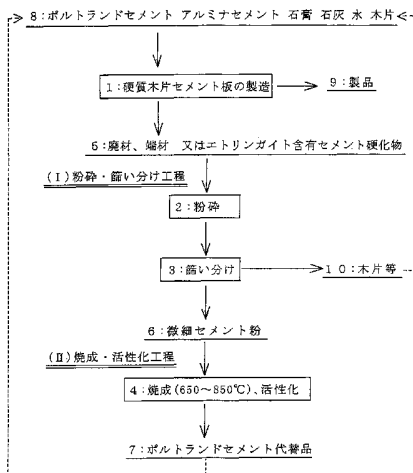 8：ポルトランドセメント アルミナセメント 石膏 石灰 水 木片
1：硬質木片セメント板の製造
9：製品
5：廃材、端材　又はエトリンガイト含有セメント硬化物
(Ⅰ)粉砕・篩い分け工程
2：粉砕
3：篩い分け
10：木片等
6：微細セメント粉
(Ⅱ)焼成・活性化工程
4：焼成(650～850℃)、活性化
7：ポルトランドセメント代替品